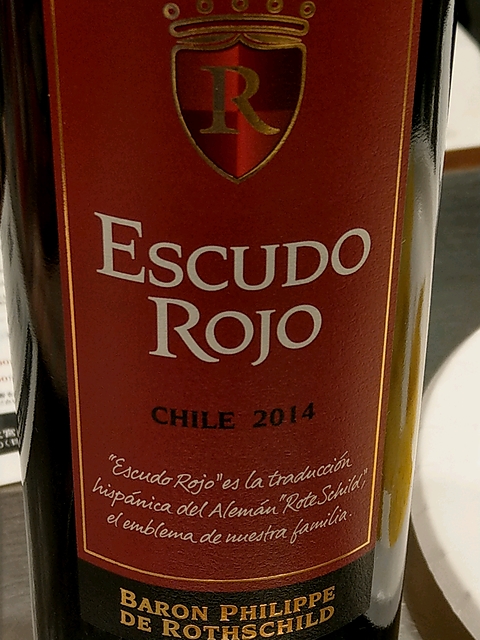 R
ESCUDO
ROJO
CHILE 2014
"Escudo Rojo" es la traducción
hispánica del Alemán "Rote Schild,"
el emblema de nuestra familia.
BARON PHILIPPE
DE ROTHSCHILD